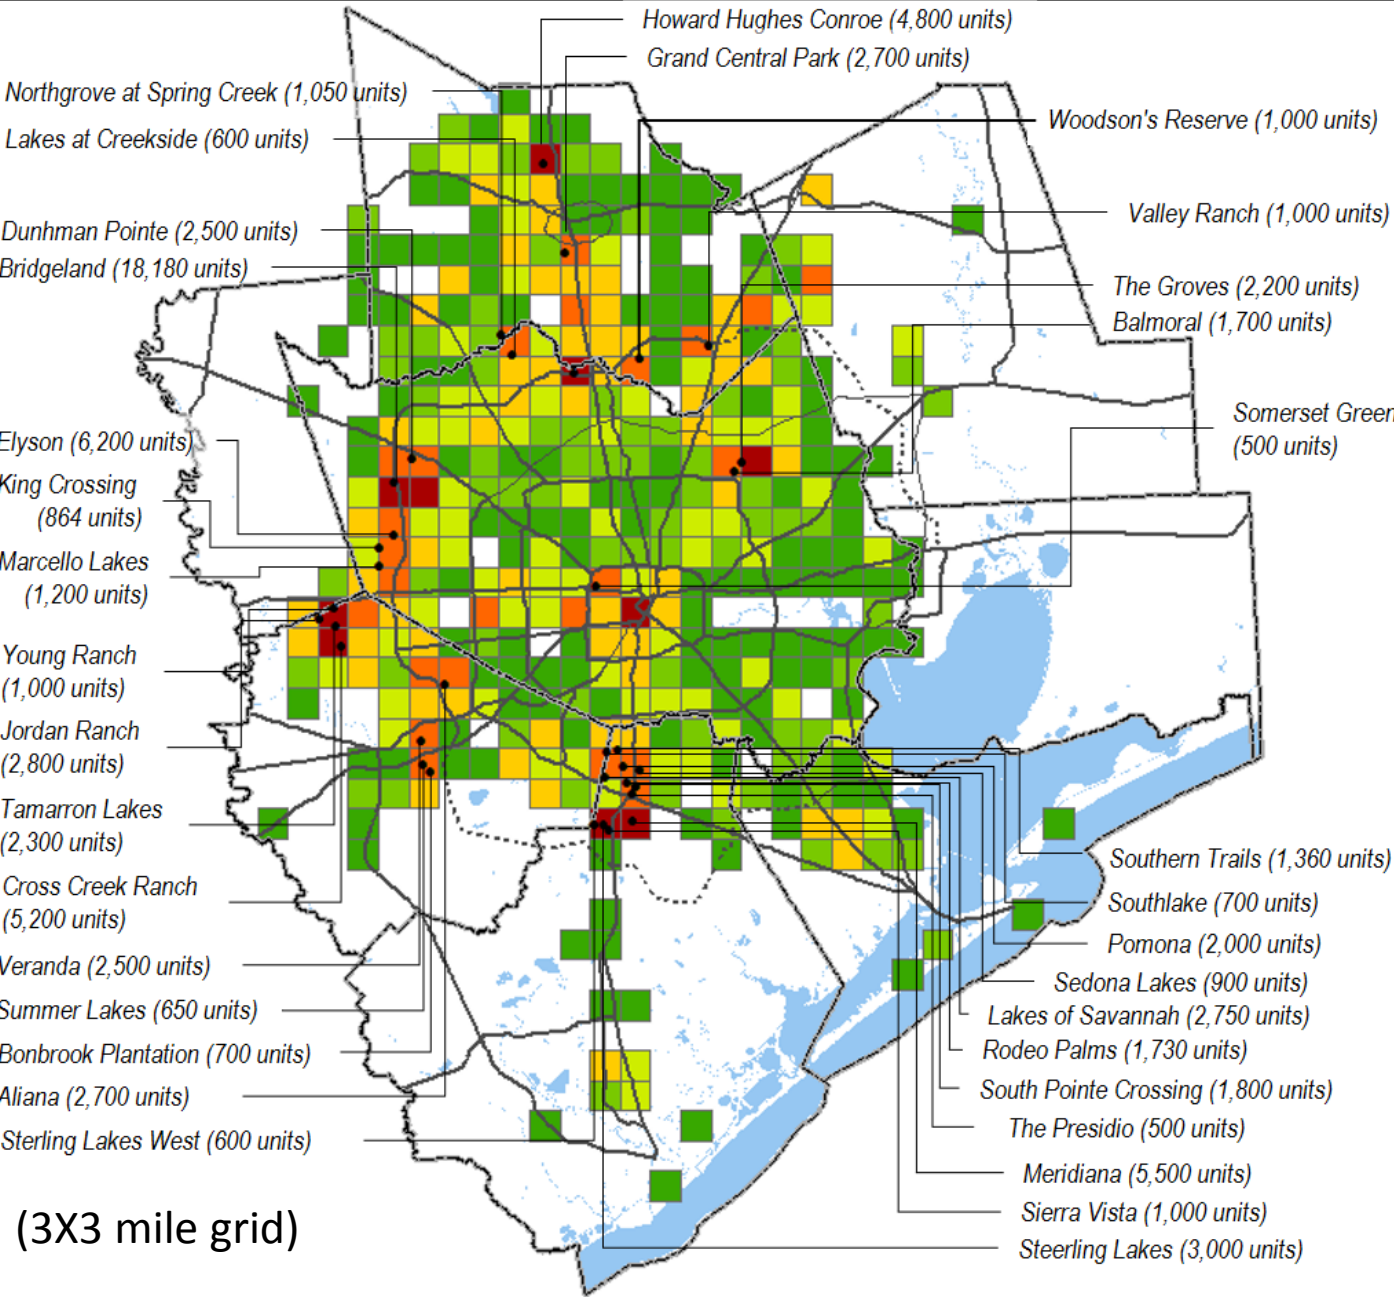 Howard Hughes Conroe (4,800 units)
Grand Central Park (2,700 units)
Northgrove at Spring Creek (1,050 units)
Lakes at Creekside (600 units)
Dunhman Pointe (2,500 units)
Bridgeland (18,180 units)
Elyson (6,200 units)
King Crossing
(864 units)
Marcello Lakes
(1,200 units)
Young Ranch
(1,000 units)
Jordan Ranch
(2,800 units)
Tamarron Lakes
(2,300 units)
Cross Creek Ranch
(5,200 units)
Veranda (2,500 units)
Summer Lakes (650 units)
Bonbrook Plantation (700 units)
Aliana (2,700 units)
Sterling Lakes West (600 units)
(3X3 mile grid)
Woodson's Reserve (1,000 units)
Valley Ranch (1,000 units)
The Groves (2,200 units)
Balmoral (1,700 units)
Somerset Green
(500 units)
Southern Trails (1,360 units)
Southlake (700 units)
Pomona (2,000 units)
Sedona Lakes (900 units)
Lakes of Savannah (2,750 units)
Rodeo Palms (1,730 units)
South Pointe Crossing (1,800 units)
The Presidio (500 units)
Meridiana (5,500 units)
Sierra Vista (1,000 units)
Steerling Lakes (3,000 units)